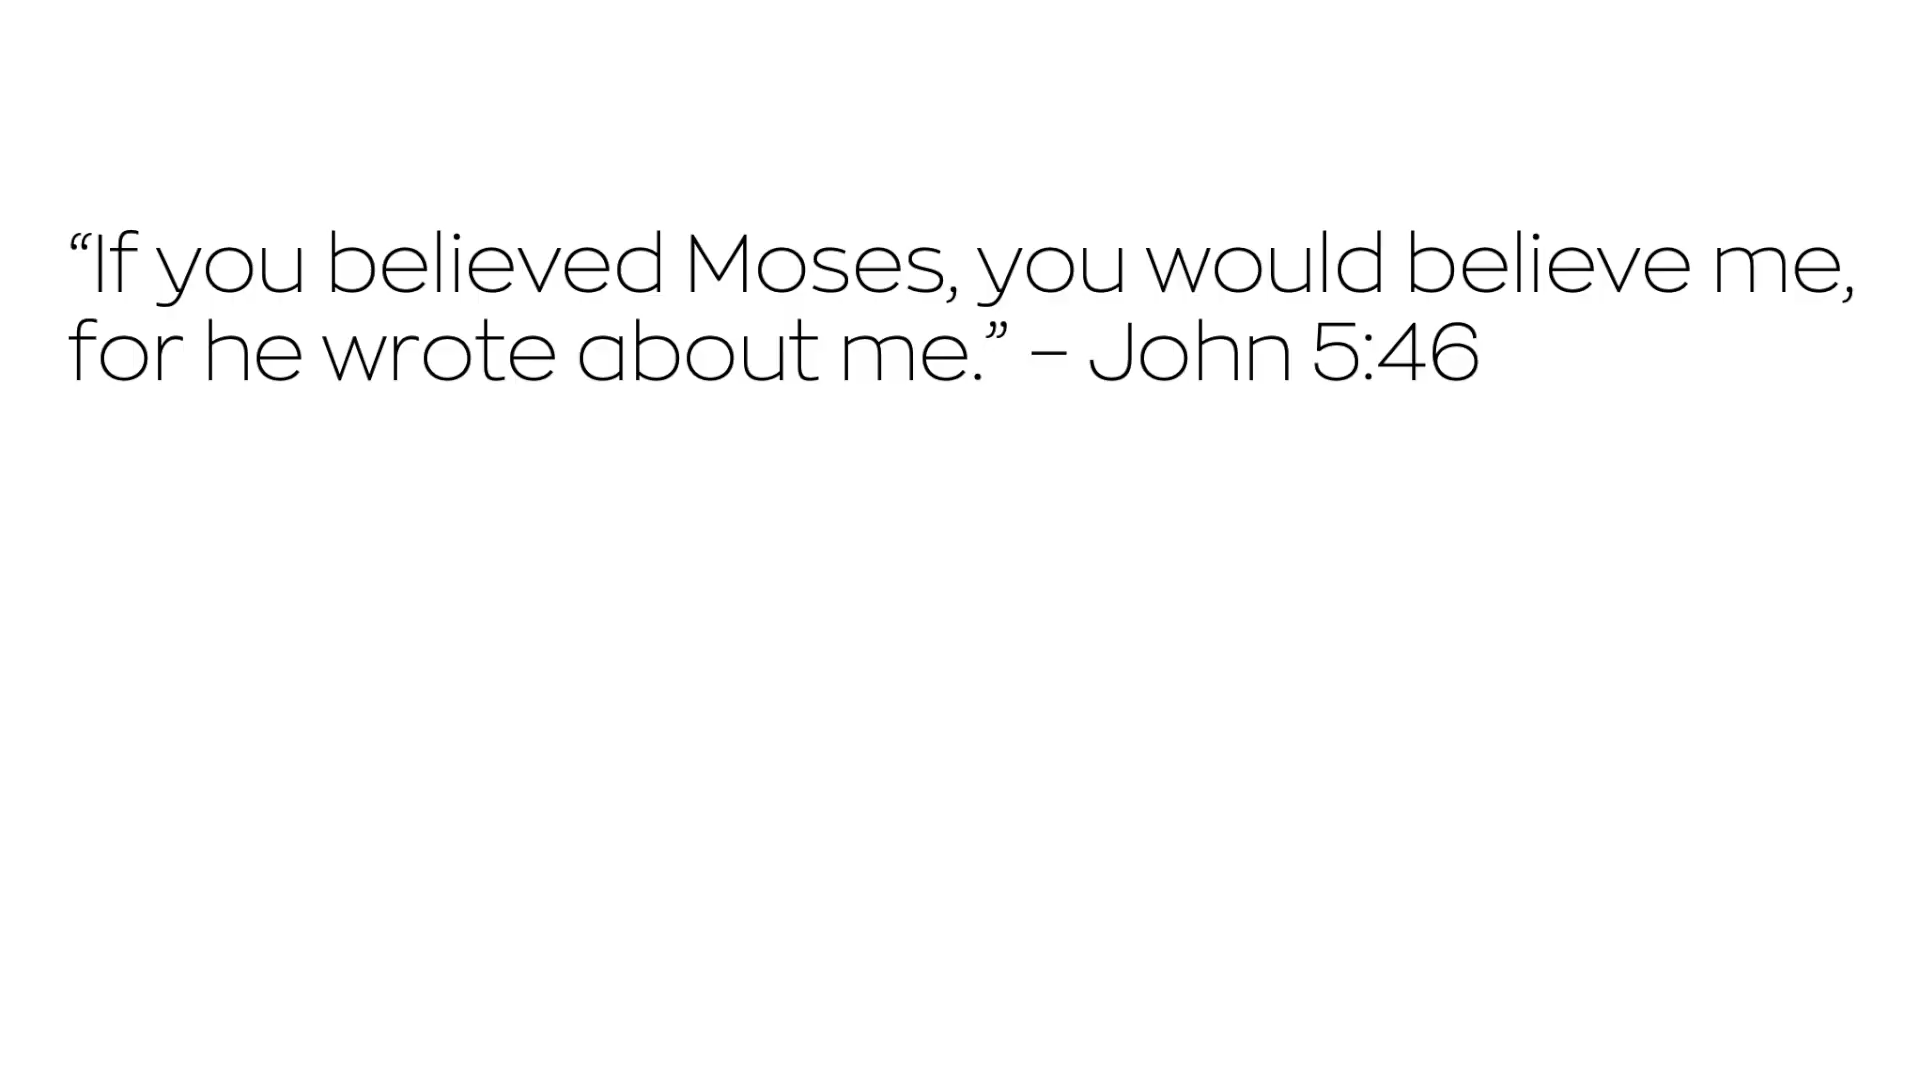 “If you believed Moses, you would believe me,
for he wrote about me.” – John 5:46